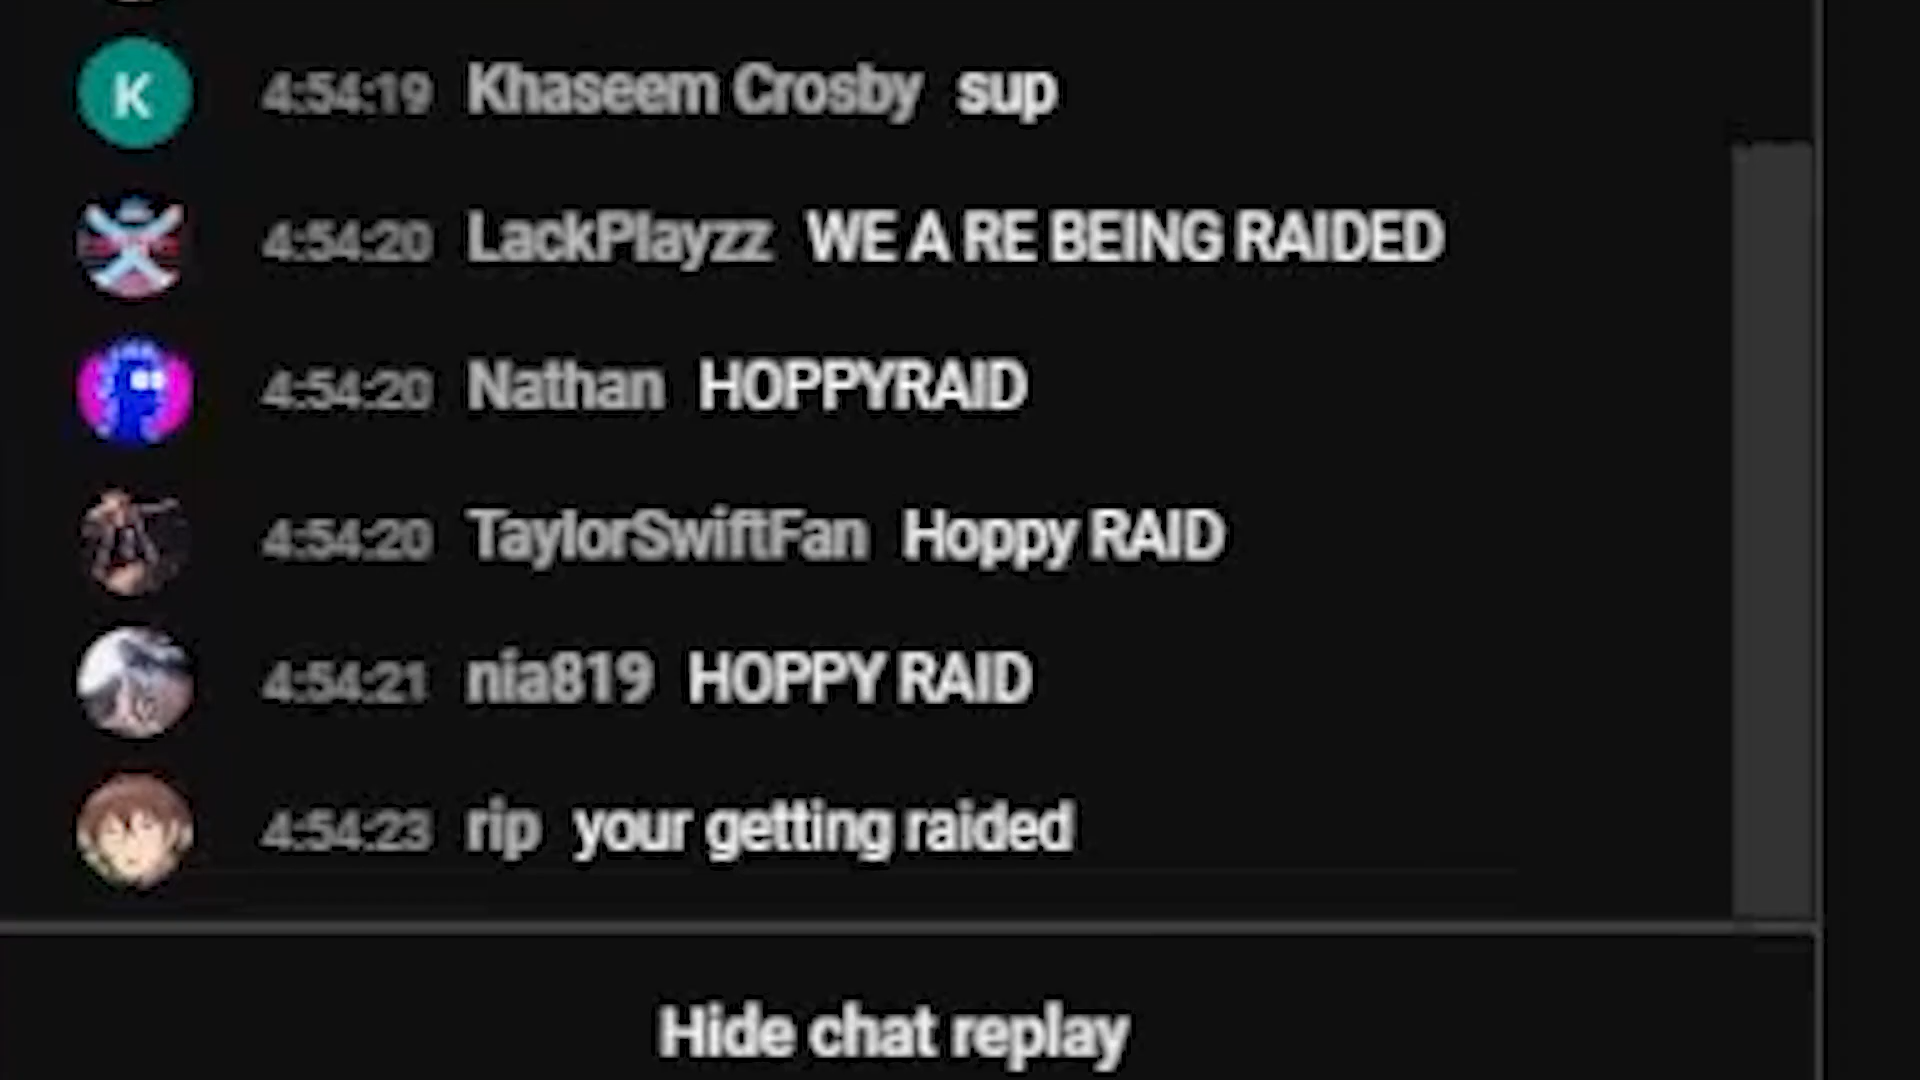 K 4:54:19 Khaseem Crosby sup
4:54:20 LackPlayzz WE A RE BEING RAIDED
4:54:20 Nathan HOPPYRAID
4:54:20 TaylorSwiftFan Hoppy RAID
4:54:21 nia819 HOPPY RAID
4:54:23 rip your getting raided
Hide chat replay